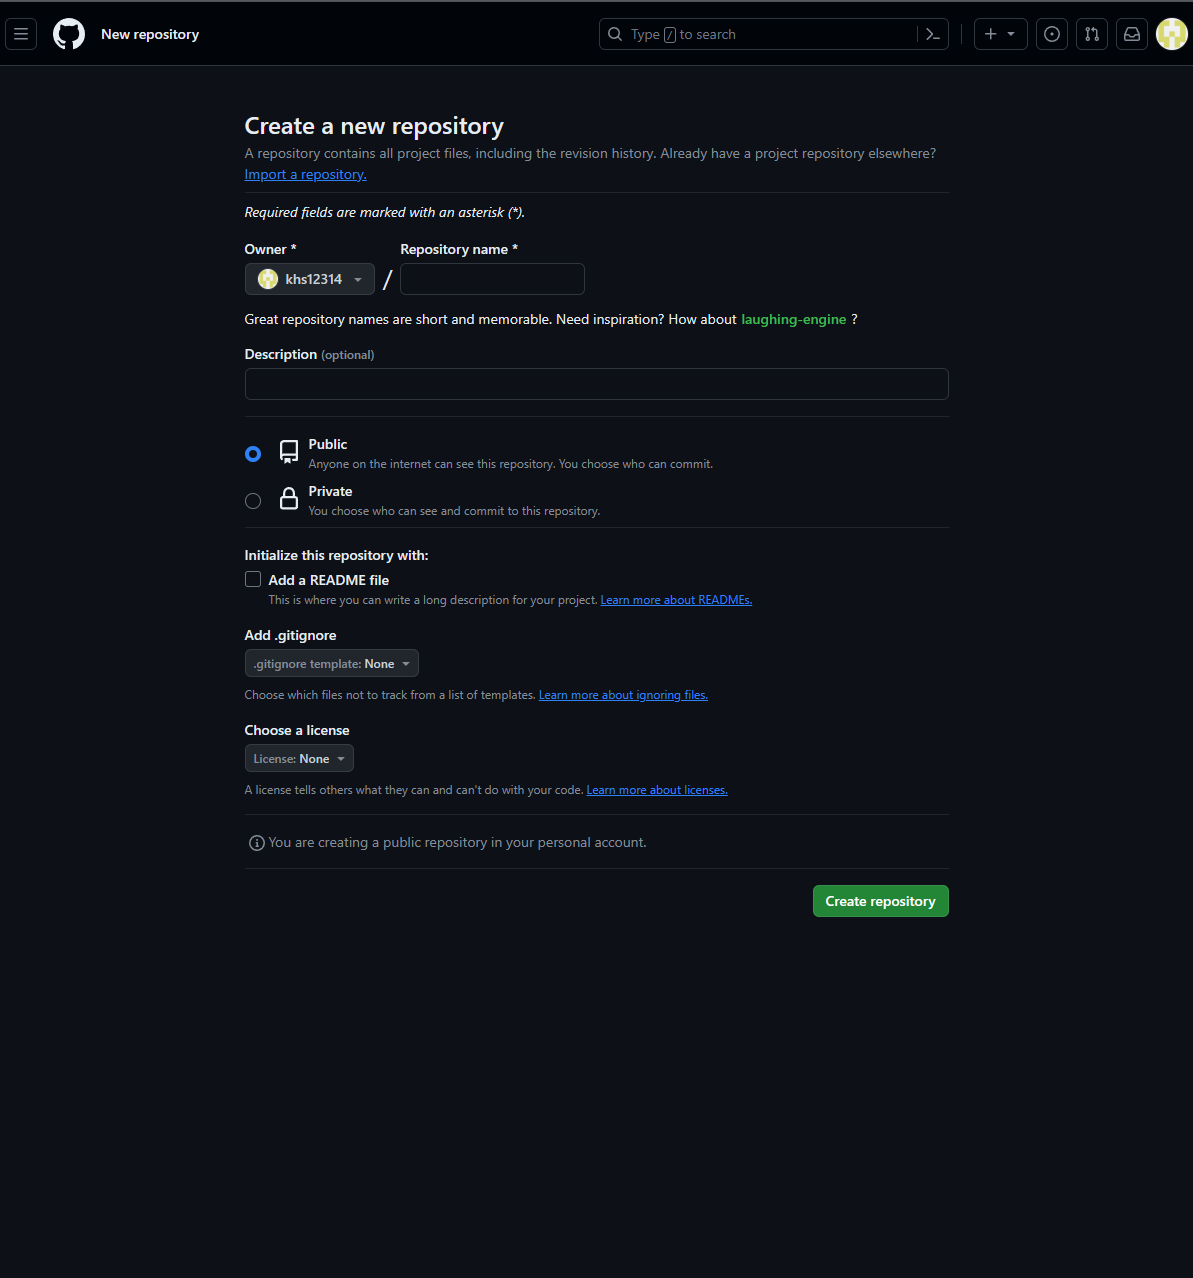 New repository
Type / to search
Create a new repository
A repository contains all project files, including the revision history. Already have a project repository elsewhere?
Import a repository.
Required fields are marked with an asterisk (*).
Owner * Repository name *
khs12314 /
Great repository names are short and memorable. Need inspiration? How about laughing-engine ?
Description (optional)
Public
Anyone on the internet can see this repository. You choose who can commit.
Private
You choose who can see and commit to this repository.
Initialize this repository with:
Add a README file
This is where you can write a long description for your project. Learn more about READMEs.
Add .gitignore
.gitignore template: None
Choose which files not to track from a list of templates. Learn more about ignoring files.
Choose a license
License: None
A license tells others what they can and can't do with your code. Learn more about licenses.
You are creating a public repository in your personal account.
Create repository